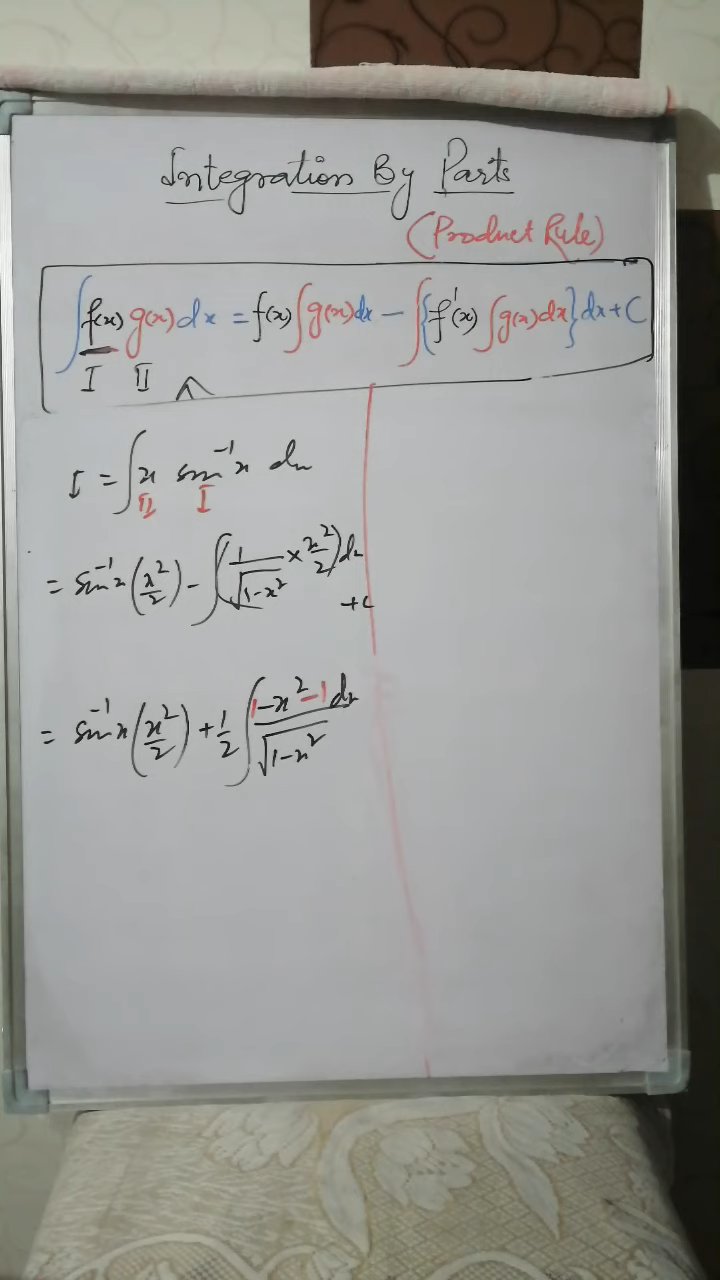 Integration By Parts
(Product Rule)
∫f(x) g(x) dx = f(x) ∫g(x)dx − ∫{f'(x) ∫g(x)dx}dx + C
I II
I = ∫x sin⁻¹x dx
II I
= sin⁻¹x (x²/2) − ∫(1/√(1−x²) × x²/2)dx
+C
= sin⁻¹x (x²/2) + 1/2 ∫(1−x²−1)/√(1−x²) dx